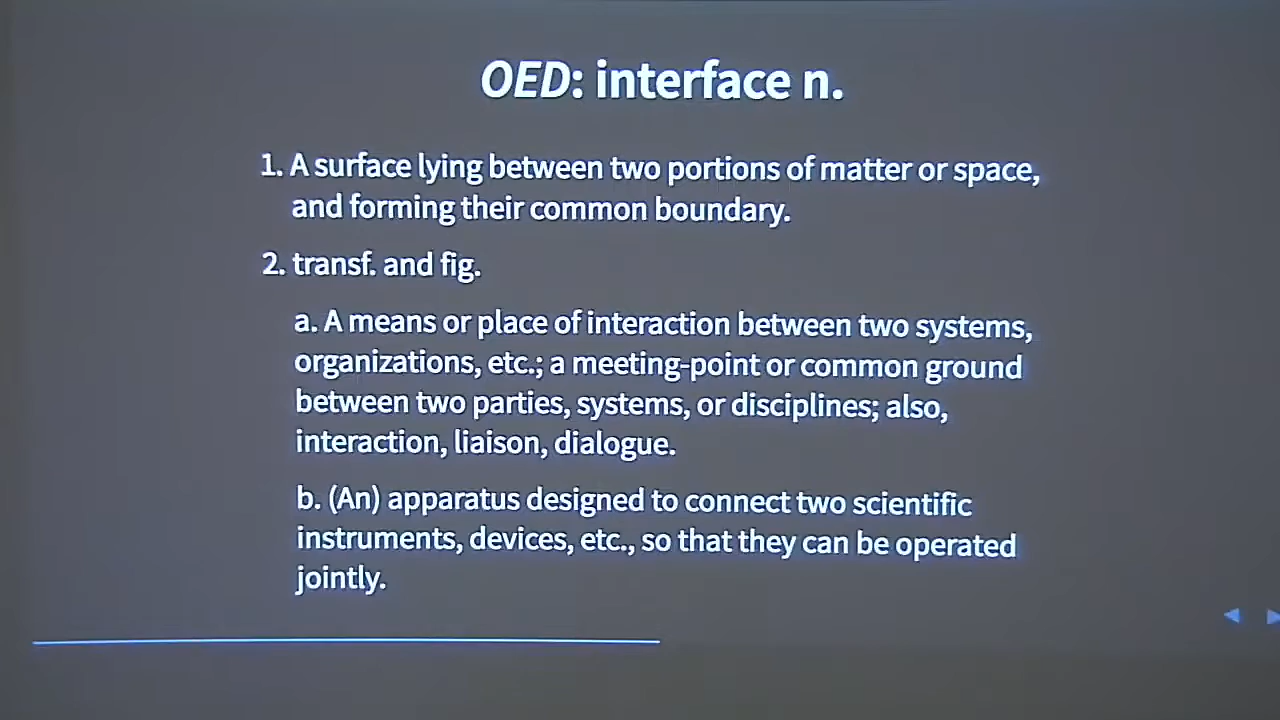 OED: interface n.
1. A surface lying between two portions of matter or space,
and forming their common boundary.
2. transf. and fig.
a. A means or place of interaction between two systems,
organizations, etc.; a meeting-point or common ground
between two parties, systems, or disciplines; also,
interaction, liaison, dialogue.
b. (An) apparatus designed to connect two scientific
instruments, devices, etc., so that they can be operated
jointly.